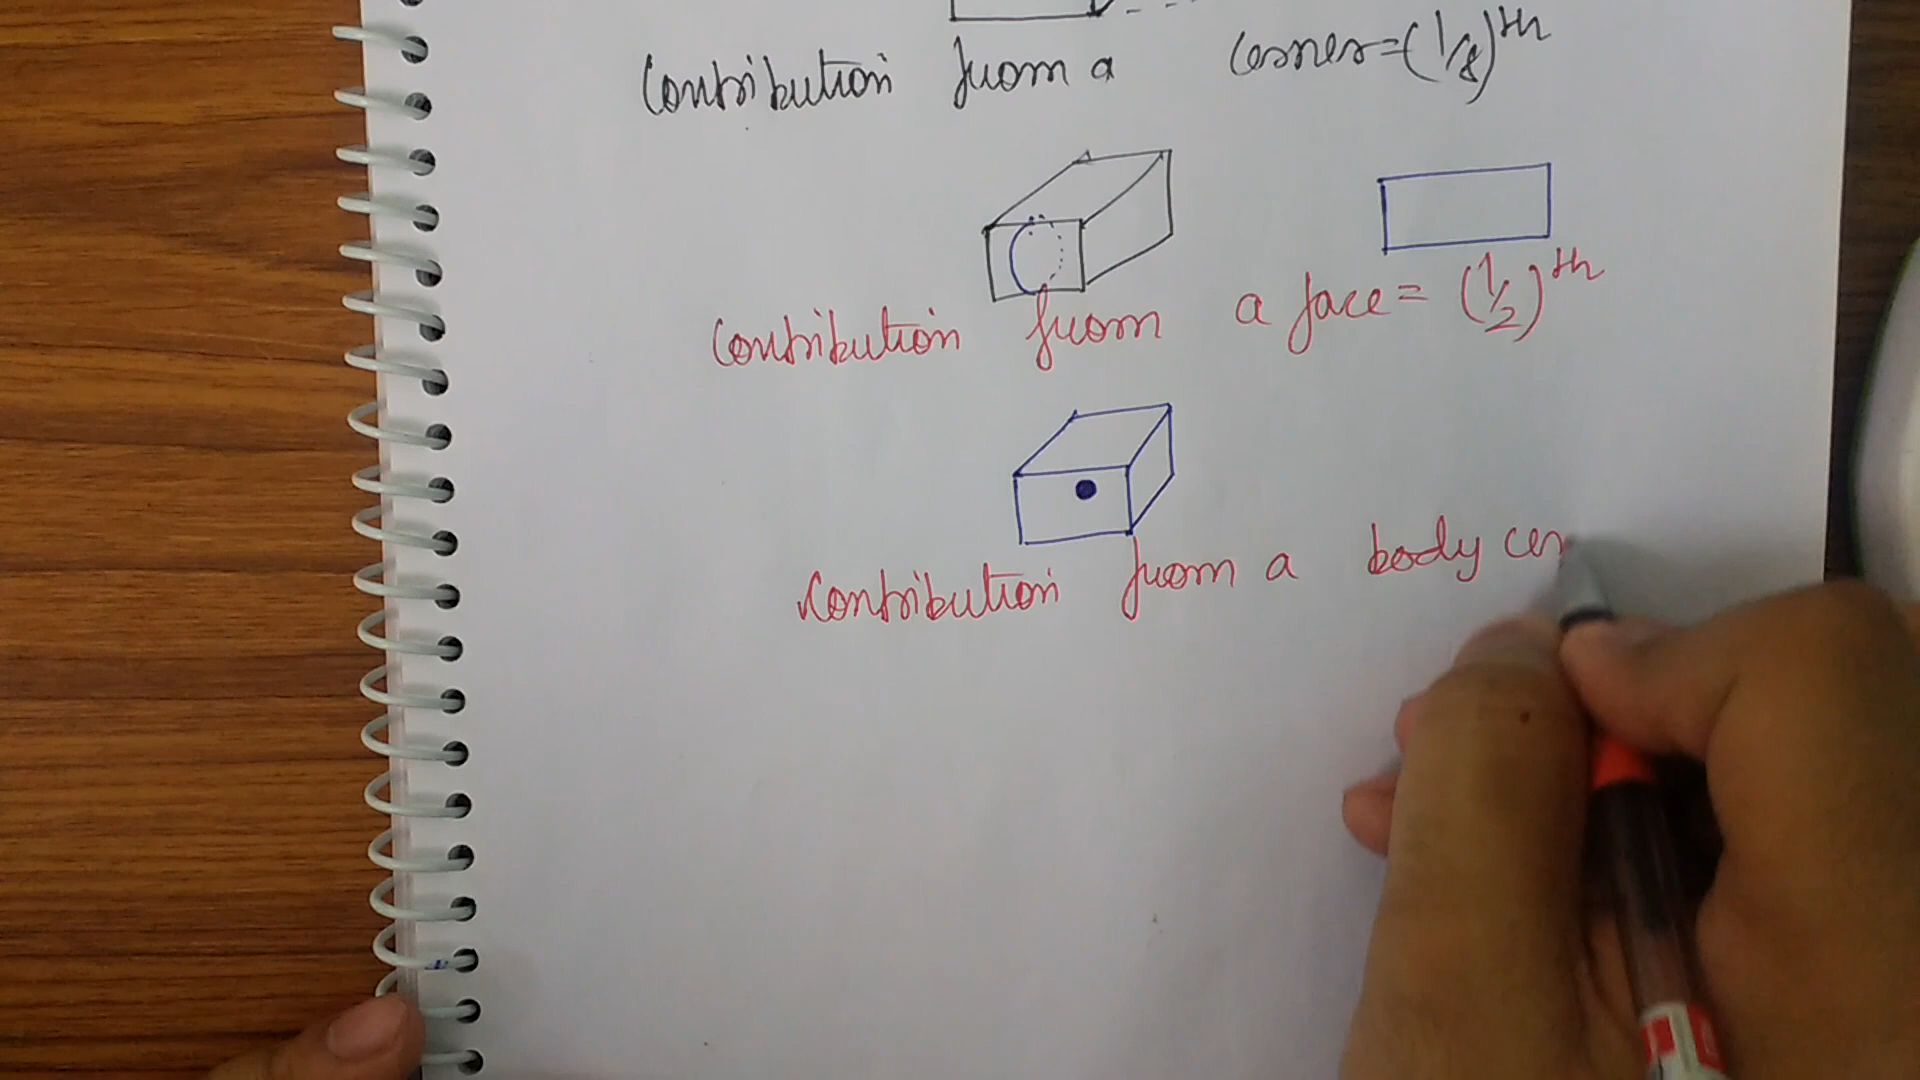 Contribution from a corner=(1/8)th
Contribution from a face = (1/2)th
Contribution from a body cen